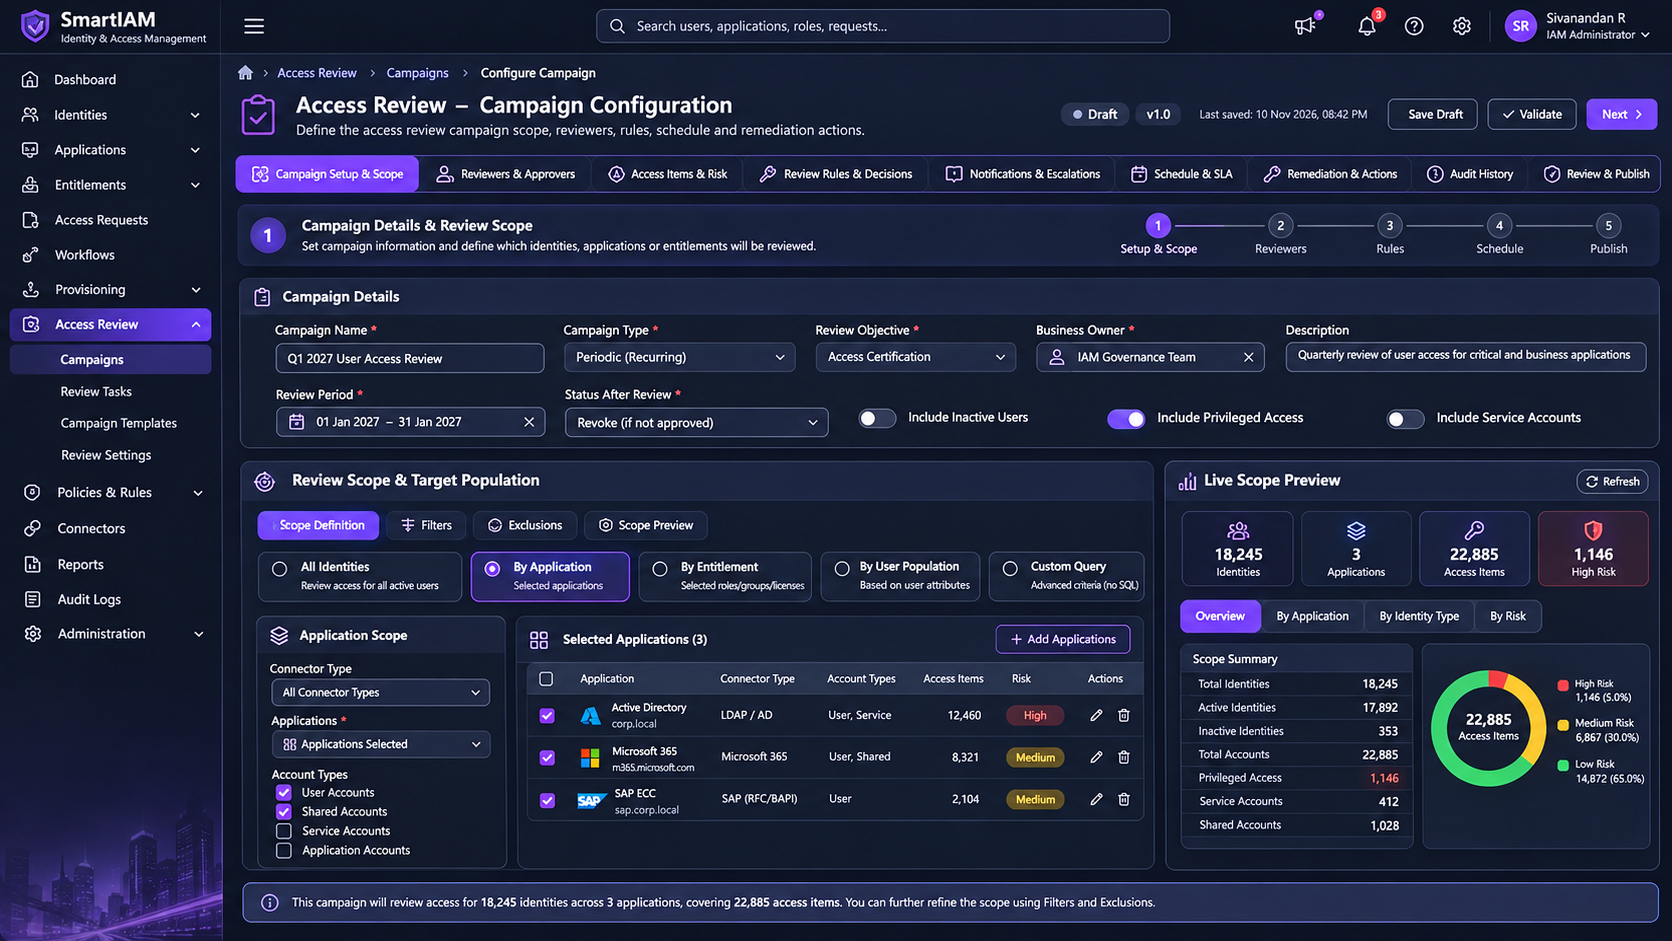 SmartIAM
Identity & Access Management
Search users, applications, roles, requests...
3
SR
Sivanandan R
IAM Administrator
Dashboard
Identities
Applications
Entitlements
Access Requests
Workflows
Provisioning
Access Review
Campaigns
Review Tasks
Campaign Templates
Review Settings
Policies & Rules
Connectors
Reports
Audit Logs
Administration
Access Review > Campaigns > Configure Campaign
Access Review – Campaign Configuration
Define the access review campaign scope, reviewers, rules, schedule and remediation actions.
Draft
v1.0
Last saved: 10 Nov 2026, 08:42 PM
Save Draft
Validate
Next
Campaign Setup & Scope
Reviewers & Approvers
Access Items & Risk
Review Rules & Decisions
Notifications & Escalations
Schedule & SLA
Remediation & Actions
Audit History
Review & Publish
1
Campaign Details & Review Scope
Set campaign information and define which identities, applications or entitlements will be reviewed.
1
Setup & Scope
2
Reviewers
3
Rules
4
Schedule
5
Publish
Campaign Details
Campaign Name *
Q1 2027 User Access Review
Campaign Type *
Periodic (Recurring)
Review Objective *
Access Certification
Business Owner *
IAM Governance Team
Description
Quarterly review of user access for critical and business applications
Review Period *
01 Jan 2027 – 31 Jan 2027
Status After Review *
Revoke (if not approved)
Include Inactive Users
Include Privileged Access
Include Service Accounts
Review Scope & Target Population
Scope Definition
Filters
Exclusions
Scope Preview
All Identities
Review access for all active users
By Application
Selected applications
By Entitlement
Selected roles/groups/licenses
By User Population
Based on user attributes
Custom Query
Advanced criteria (no SQL)
Application Scope
Connector Type
All Connector Types
Applications *
Applications Selected
Account Types
User Accounts
Shared Accounts
Service Accounts
Application Accounts
Selected Applications (3)
+ Add Applications
Application Connector Type Account Types Access Items Risk Actions
Active Directory
corp.local
LDAP / AD
User, Service
12,460
High
Microsoft 365
m365.microsoft.com
Microsoft 365
User, Shared
8,321
Medium
SAP
SAP ECC
sap.corp.local
SAP (RFC/BAPI)
User
2,104
Medium
Live Scope Preview
Refresh
18,245
Identities
3
Applications
22,885
Access Items
1,146
High Risk
Overview
By Application
By Identity Type
By Risk
Scope Summary
Total Identities 18,245
Active Identities 17,892
Inactive Identities 353
Total Accounts 22,885
Privileged Access 1,146
Service Accounts 412
Shared Accounts 1,028
22,885
Access Items
High Risk
1,146 (5.0%)
Medium Risk
6,867 (30.0%)
Low Risk
14,872 (65.0%)
This campaign will review access for 18,245 identities across 3 applications, covering 22,885 access items. You can further refine the scope using Filters and Exclusions.